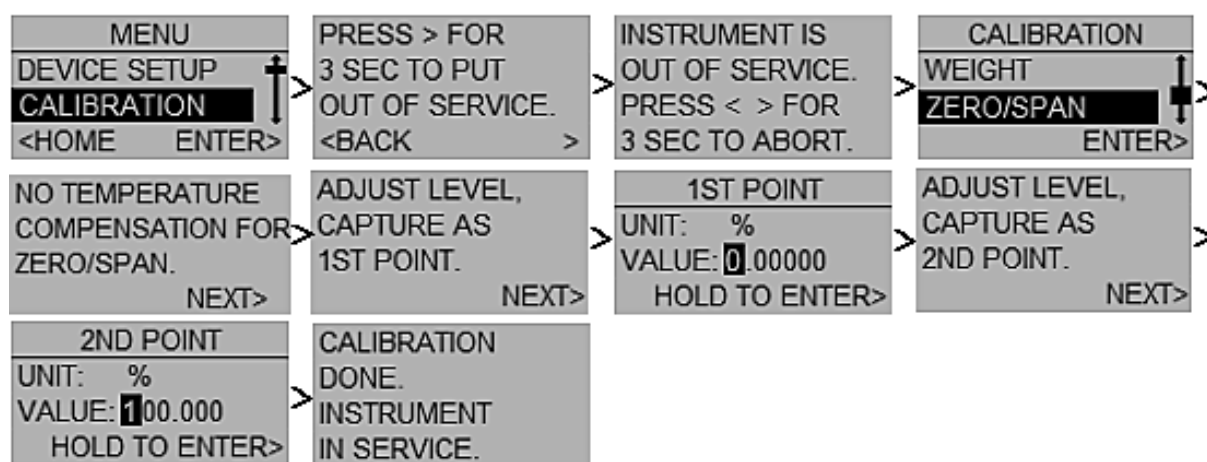 MENU
DEVICE SETUP
CALIBRATION
<HOME ENTER>
>
PRESS > FOR
3 SEC TO PUT
OUT OF SERVICE.
<BACK >
>
INSTRUMENT IS
OUT OF SERVICE.
PRESS < > FOR
3 SEC TO ABORT.
>
CALIBRATION
WEIGHT
ZERO/SPAN
ENTER>
>
NO TEMPERATURE
COMPENSATION FOR
ZERO/SPAN.
NEXT>
>
ADJUST LEVEL,
CAPTURE AS
1ST POINT.
NEXT>
>
1ST POINT
UNIT: %
VALUE: 0.00000
HOLD TO ENTER>
>
ADJUST LEVEL,
CAPTURE AS
2ND POINT.
NEXT>
>
2ND POINT
UNIT: %
VALUE: 100.000
HOLD TO ENTER>
>
CALIBRATION
DONE.
INSTRUMENT
IN SERVICE.